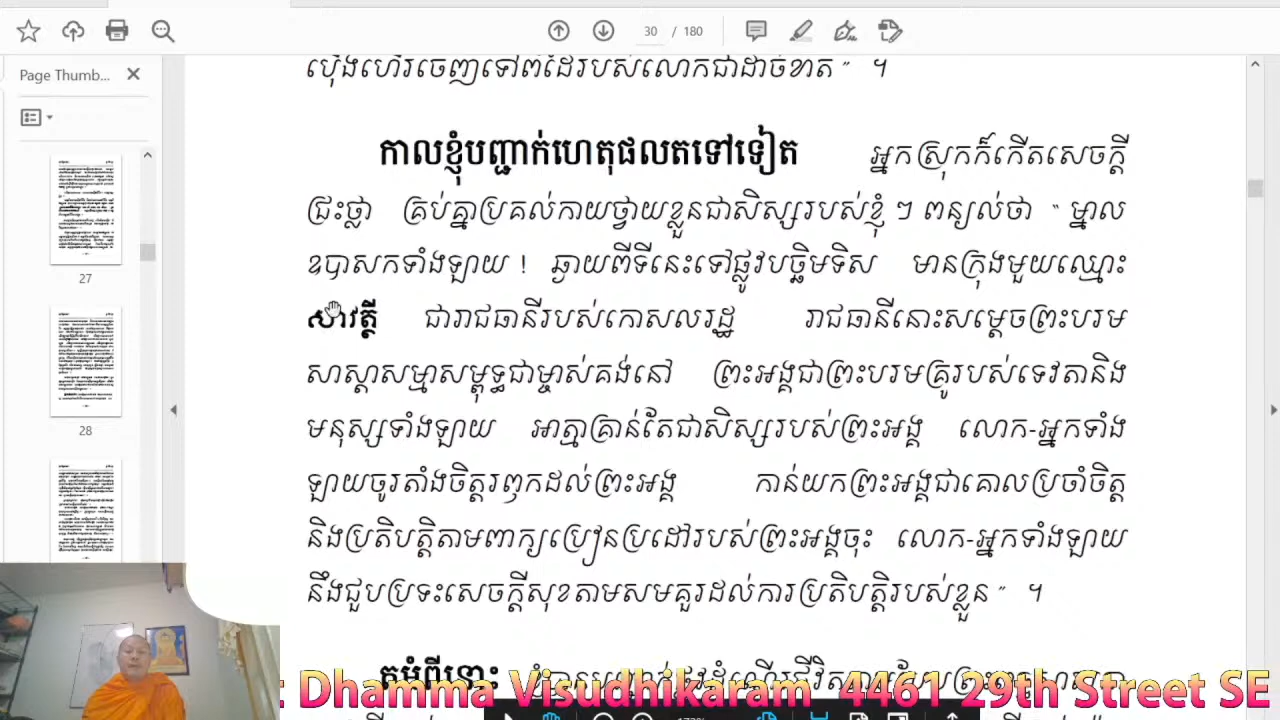 30 / 180
Page Thumb...
ប៉ើងហើរចេញទៅពីដៃរបស់លោកជាដាច់ខាត ” ។
កាលខ្ញុំបញ្ជាក់ហេតុផលតទៅទៀត អ្នកស្រុកក៏កើតសេចក្ដី
ជ្រះថ្លា គ្រប់គ្នាប្រគល់កាយថ្វាយខ្លួនជាសិស្សរបស់ខ្ញុំ ៗ ពន្យល់ថា “ ម្នាល
ឧបាសកទាំងឡាយ ! ឆ្ងាយពីទីនេះទៅផ្លូវបច្ឆិមទិស មានក្រុងមួយឈ្មោះ
សាវត្ថី ជារាជធានីរបស់កោសលរដ្ឋ រាជធានីនោះសម្ដេចព្រះបរម
សាស្ដាសម្មាសម្ពុទ្ធជាម្ចាស់គង់នៅ ព្រះអង្គជាព្រះបរមគ្រូរបស់ទេវតានិង
មនុស្សទាំងឡាយ អាត្មាគ្រាន់តែជាសិស្សរបស់ព្រះអង្គ លោក-អ្នកទាំង
ឡាយចូរតាំងចិត្តរឭកដល់ព្រះអង្គ កាន់យកព្រះអង្គជាគោលប្រចាំចិត្ត
និងប្រតិបត្តិតាមពាក្យប្រៀនប្រដៅរបស់ព្រះអង្គចុះ លោក-អ្នកទាំងឡាយ
នឹងជួបប្រទះសេចក្ដីសុខតាមសមគួរដល់ការប្រតិបត្តិរបស់ខ្លួន ” ។
27
28
Dhamma Visudhikaram 4461 29th Street SE